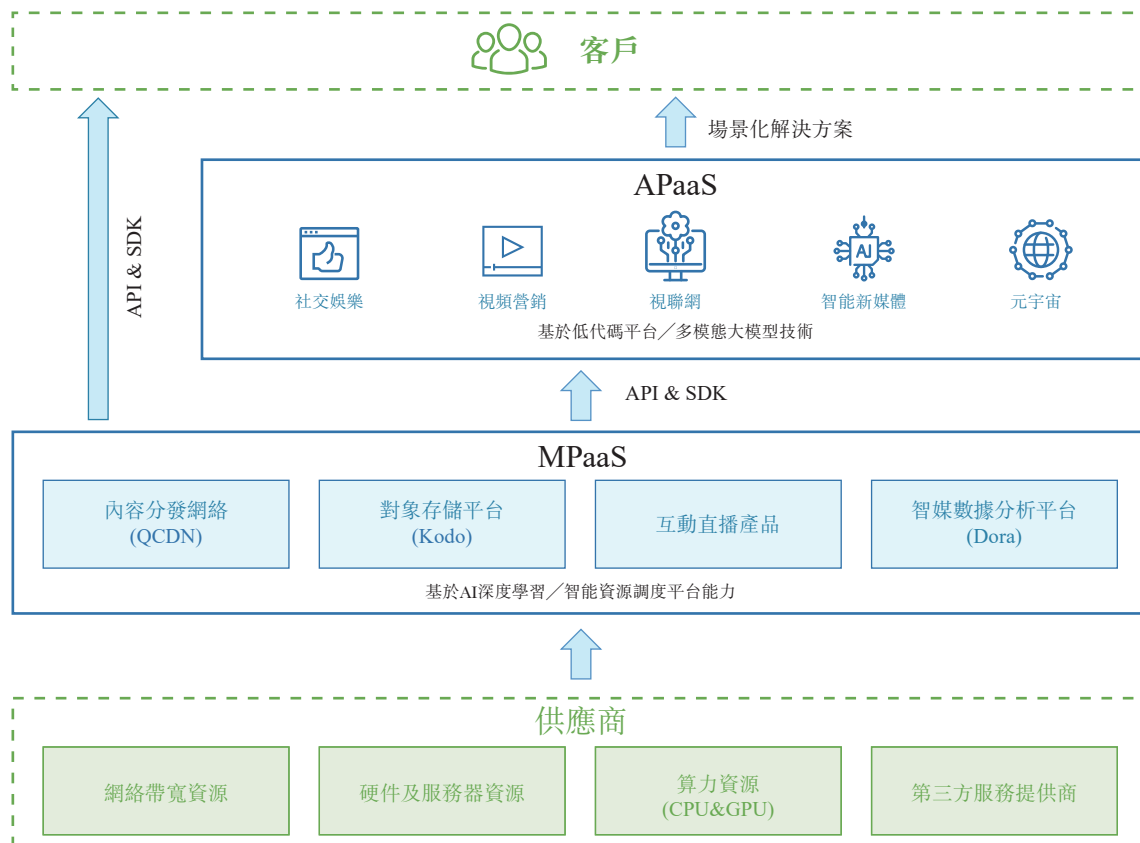 客戶
場景化解決方案
API & SDK
APaaS
AI
社交娛樂
視頻營銷
視聯網
智能新媒體
元宇宙
基於低代碼平台／多模態大模型技術
API & SDK
MPaaS
內容分發網絡
(QCDN)
對象存儲平台
(Kodo)
互動直播產品
智媒數據分析平台
(Dora)
基於AI深度學習／智能資源調度平台能力
供應商
網絡帶寬資源
硬件及服務器資源
算力資源
(CPU&GPU)
第三方服務提供商